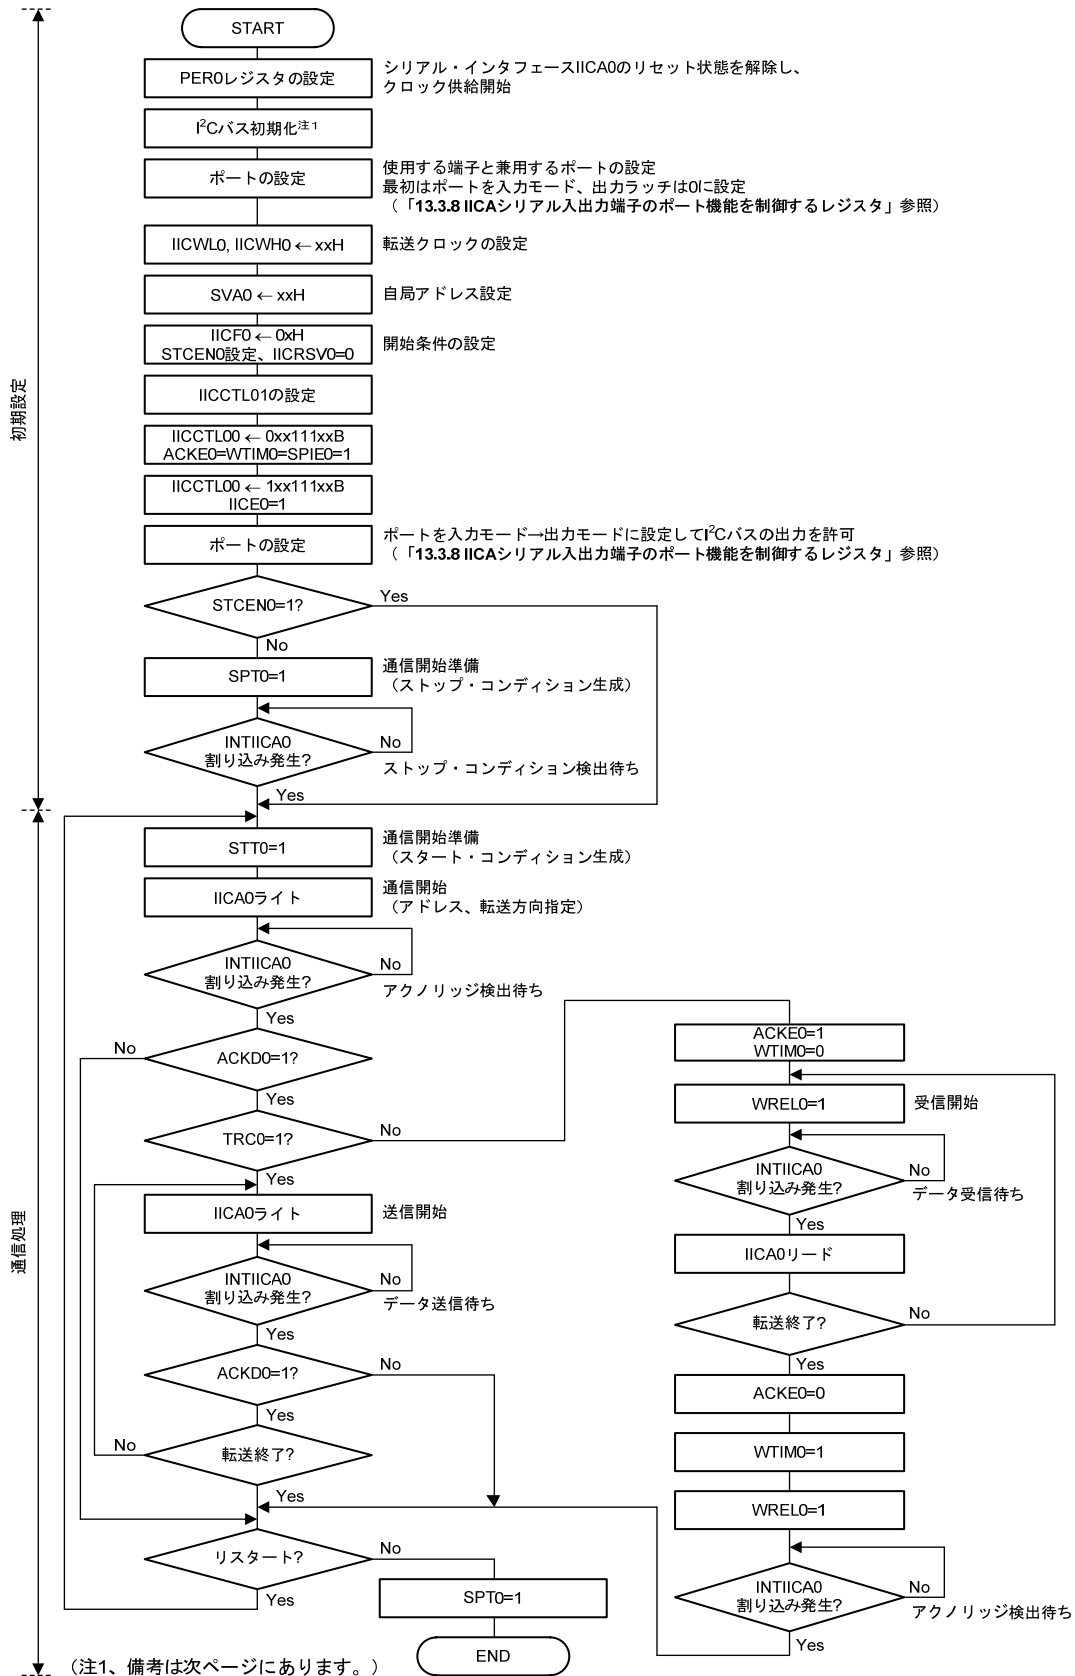 START
PER0レジスタの設定
シリアル・インタフェースIICA0のリセット状態を解除し、
クロック供給開始
I²Cバス初期化注1
ポートの設定
使用する端子と兼用するポートの設定
最初はポートを入力モード、出力ラッチは0に設定
(「13.3.8 IICAシリアル入出力端子のポート機能を制御するレジスタ」参照)
IICWL0, IICWH0 ← xxH
転送クロックの設定
SVA0 ← xxH
自局アドレス設定
IICF0 ← 0xH
STCEN0設定、IICRSV0=0
開始条件の設定
初期設定
IICCTL01の設定
IICCTL00 ← 0xx111xxB
ACKE0=WTIM0=SPIE0=1
IICCTL00 ← 1xx111xxB
IICE0=1
ポートの設定
ポートを入力モード→出力モードに設定してI²Cバスの出力を許可
(「13.3.8 IICAシリアル入出力端子のポート機能を制御するレジスタ」参照)
STCEN0=1?
Yes
No
SPT0=1
通信開始準備
(ストップ・コンディション生成)
INTIICA0
割り込み発生?
No
ストップ・コンディション検出待ち
Yes
STT0=1
通信開始準備
(スタート・コンディション生成)
IICA0ライト
通信開始
(アドレス、転送方向指定)
INTIICA0
割り込み発生?
No
アクノリッジ検出待ち
Yes
ACKD0=1?
No
Yes
TRC0=1?
No
Yes
通信処理
IICA0ライト
送信開始
INTIICA0
割り込み発生?
No
データ送信待ち
Yes
ACKD0=1?
No
Yes
転送終了?
No
Yes
リスタート?
No
Yes
SPT0=1
END
ACKE0=1
WTIM0=0
WREL0=1
受信開始
INTIICA0
割り込み発生?
No
データ受信待ち
Yes
IICA0リード
転送終了?
No
Yes
ACKE0=0
WTIM0=1
WREL0=1
INTIICA0
割り込み発生?
No
アクノリッジ検出待ち
Yes
(注1、備考は次ページにあります。)